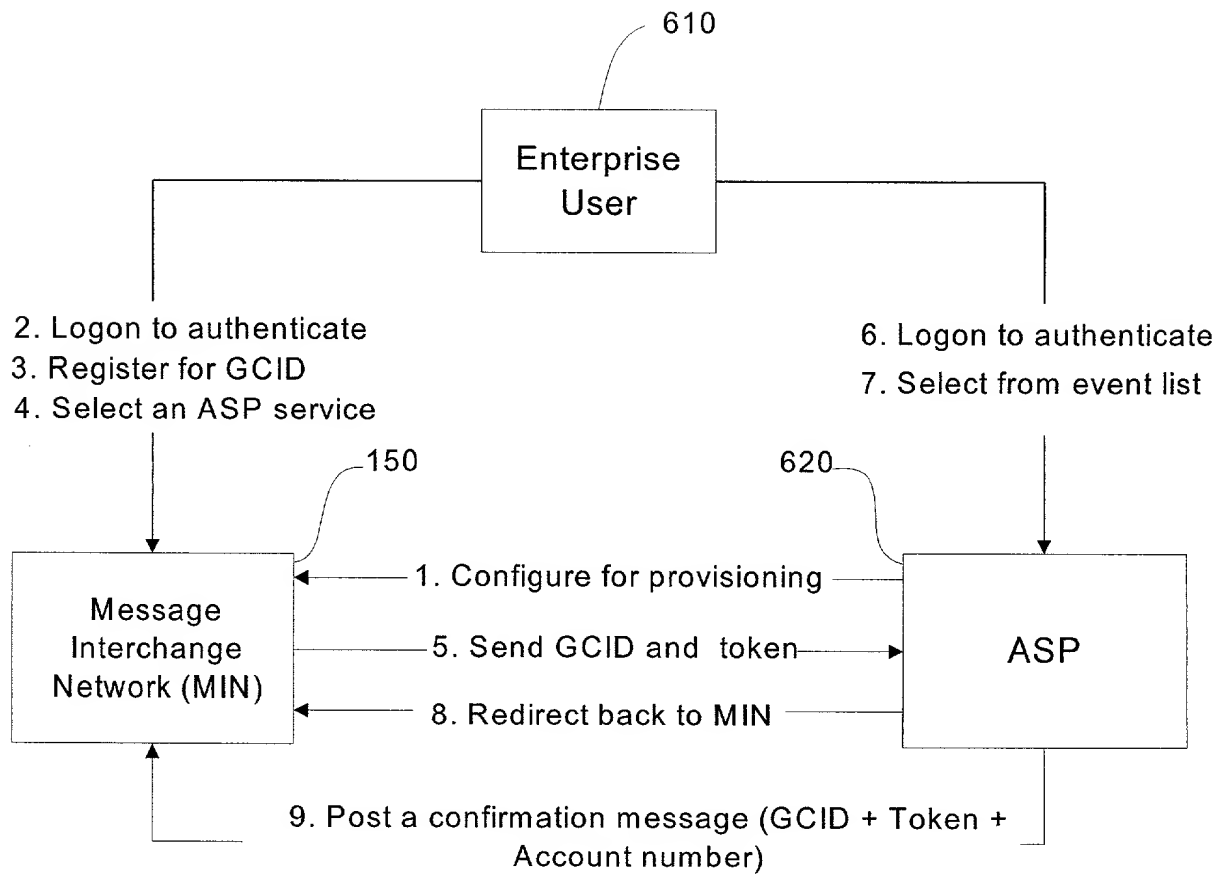 610
Enterprise
User
2. Logon to authenticate
3. Register for GCID
4. Select an ASP service
6. Logon to authenticate
7. Select from event list
150
620
1. Configure for provisioning
Message
Interchange
Network (MIN)
5. Send GCID and token
ASP
8. Redirect back to MIN
9. Post a confirmation message (GCID + Token +
Account number)